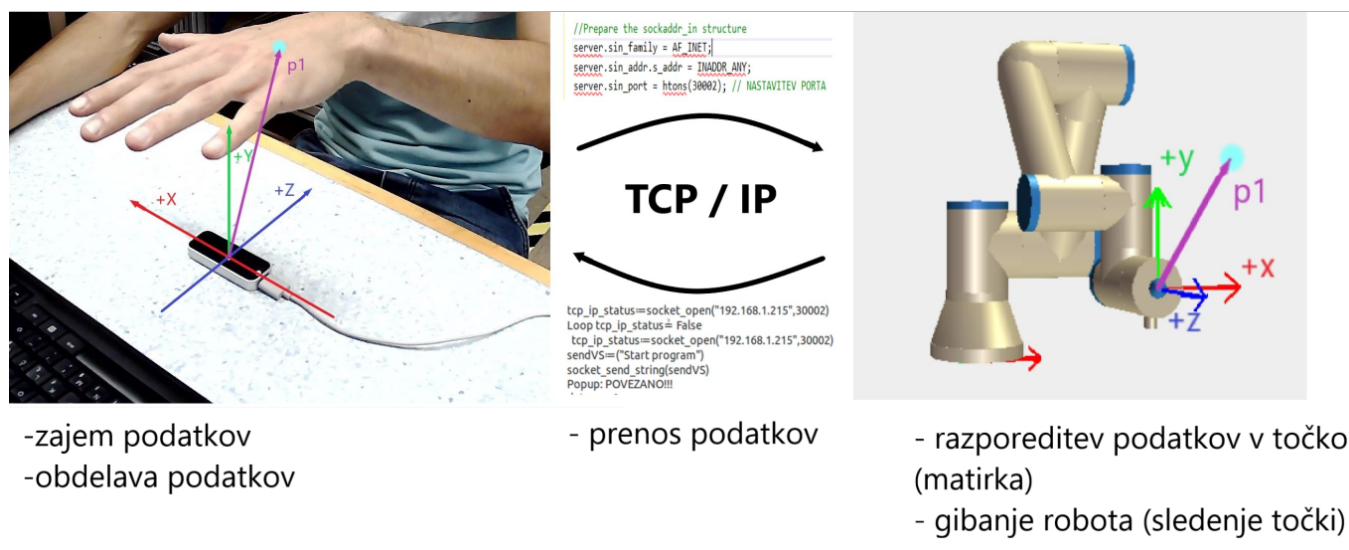 p1
+Y
+X
+Z
//Prepare the sockaddr_in structure
server.sin_family = AF_INET;
server.sin_addr.s_addr = INADDR_ANY;
server.sin_port = htons(30002); // NASTAVITEV PORTA
TCP / IP
tcp_ip_status≔socket_open("192.168.1.215",30002)
Loop tcp_ip_status≟ False
tcp_ip_status≔socket_open("192.168.1.215",30002)
sendVS≔("Start program")
socket_send_string(sendVS)
Popup: POVEZANO!!!
+y
p1
+x
+z
-zajem podatkov
-obdelava podatkov
- prenos podatkov
- razporeditev podatkov v točko
(matirka)
- gibanje robota (sledenje točki)